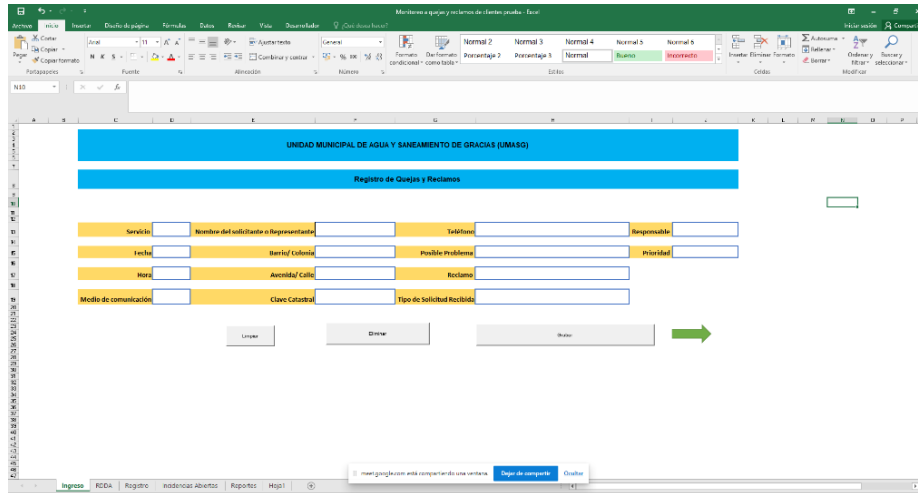 Monitoreo a quejas y reclamos de clientes prueba - Excel
Iniciar sesión
Archivo Inicio Insertar Diseño de página Fórmulas Datos Revisar Vista Desarrollador
Cortar
Copiar
Copiar formato
Pegar
Portapapeles
Arial 11
N K S
Fuente
Ajustar texto
Combinar y centrar
Alineación
General
Número
Formato condicional
Dar formato como tabla
Normal 2 Normal 3 Normal 4 Normal 5 Normal 6
Porcentaje 2 Porcentaje 3 Normal Bueno Incorrecto
Estilos
Insertar Eliminar Formato
Celdas
Autosuma
Rellenar
Borrar
Ordenar y filtrar
Buscar y seleccionar
Modificar
N10
fx
UNIDAD MUNICIPAL DE AGUA Y SANEAMIENTO DE GRACIAS (UMASG)
Registro de Quejas y Reclamos
Servicio Nombre del solicitante o Representante Teléfono Responsable
Fecha Barrio/ Colonia Posible Problema Prioridad
Hora Avenida/ Calle Reclamo
Medio de comunicación Clave Catastral Tipo de Solicitud Recibida
Limpiar Eliminar
meet.google.com está compartiendo una ventana. Dejar de compartir Ocultar
Ingreso RDDA Registro Incidencias Abiertas Reportes Hoja1